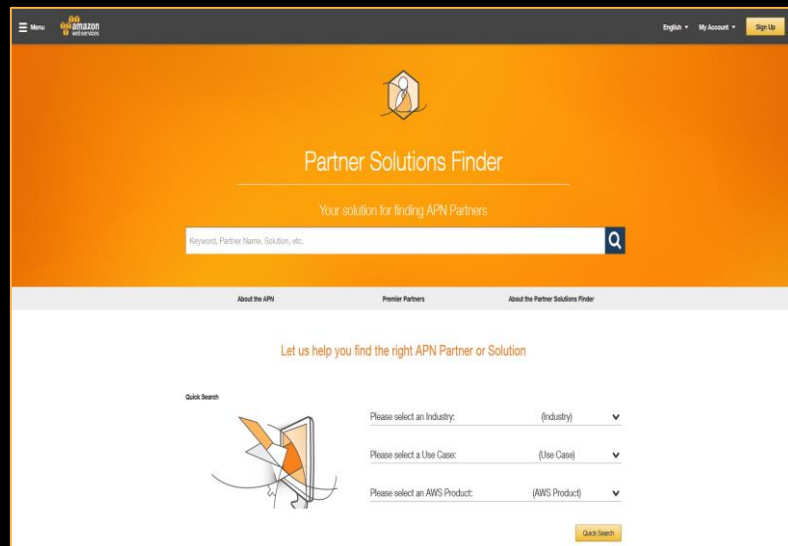 Menu
amazon
webservices
English
My Account
Sign Up
Partner Solutions Finder
Your solution for finding APN Partners
Keyword, Partner Name, Solution, etc.
About the APN
Premier Partners
About the Partner Solutions Finder
Let us help you find the right APN Partner or Solution
Quick Search
Please select an Industry: (Industry)
Please select a Use Case: (Use Case)
Please select an AWS Product: (AWS Product)
Quick Search